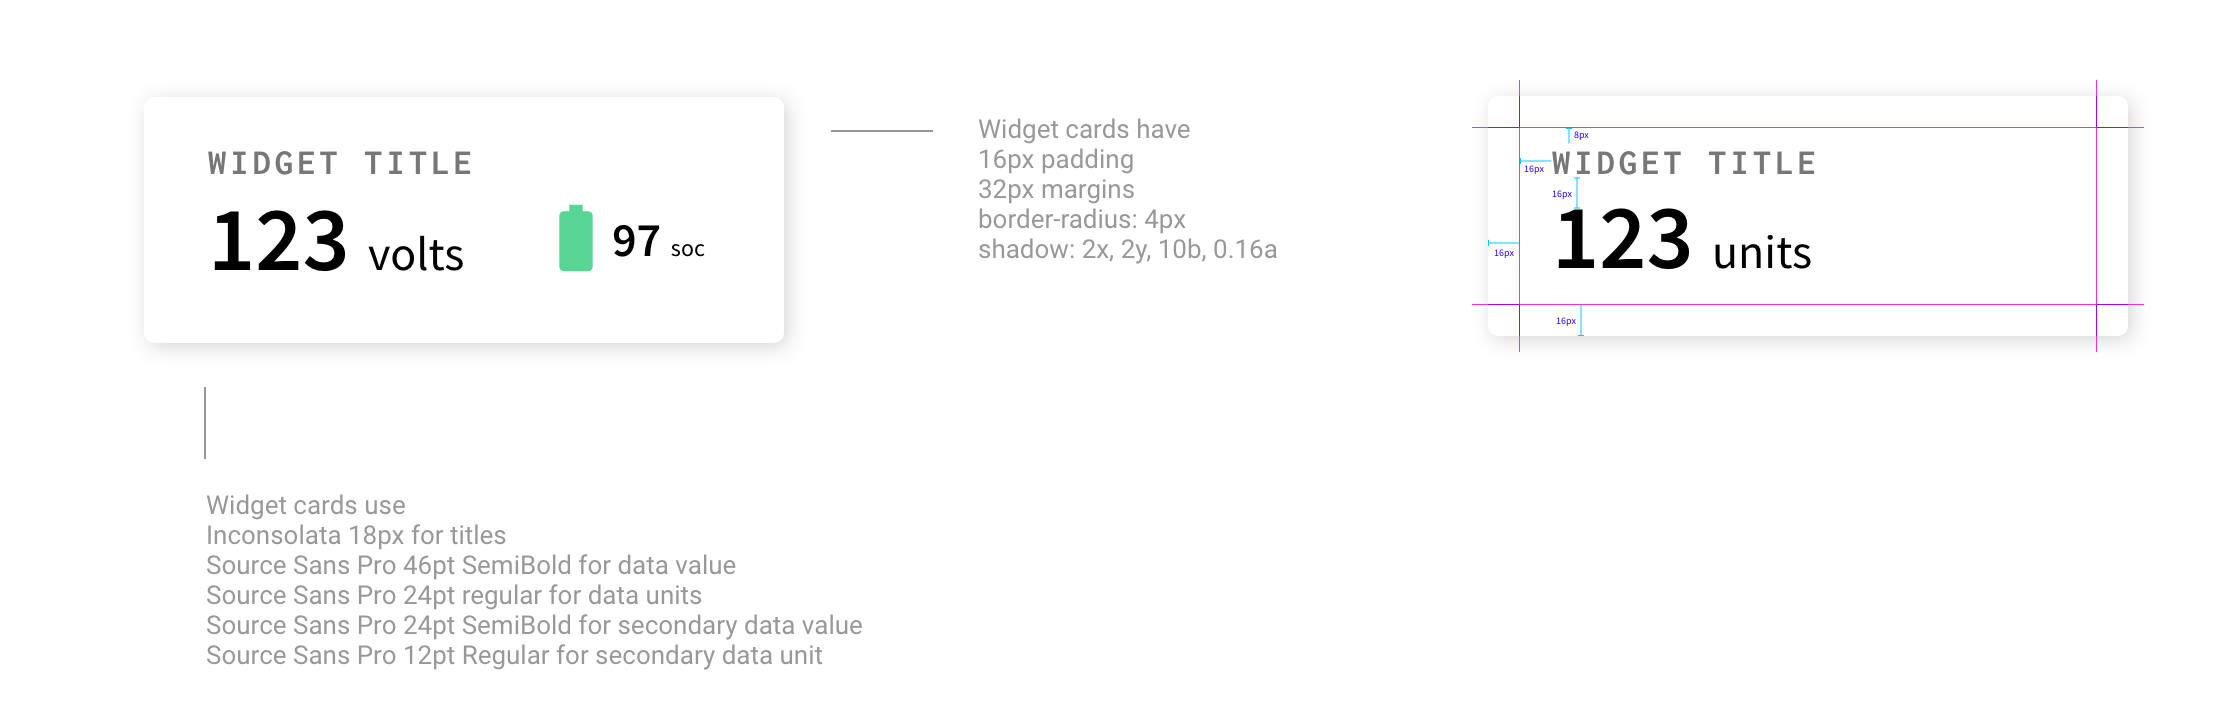 WIDGET TITLE
123 volts
97 soc
Widget cards have
16px padding
32px margins
border-radius: 4px
shadow: 2x, 2y, 10b, 0.16a
8px
16px
WIDGET TITLE
16px
123 units
16px
16px
Widget cards use
Inconsolata 18px for titles
Source Sans Pro 46pt SemiBold for data value
Source Sans Pro 24pt regular for data units
Source Sans Pro 24pt SemiBold for secondary data value
Source Sans Pro 12pt Regular for secondary data unit